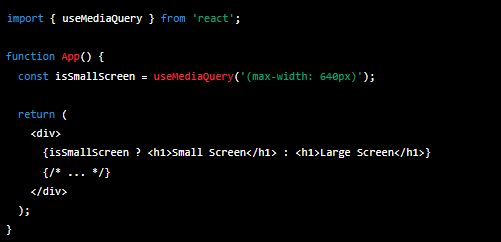 import { useMediaQuery } from 'react';
function App() {
const isSmallScreen = useMediaQuery('(max-width: 640px)');
return (
<div>
{isSmallScreen ? <h1>Small Screen</h1> : <h1>Large Screen</h1>}
{/* ... */}
</div>
);
}